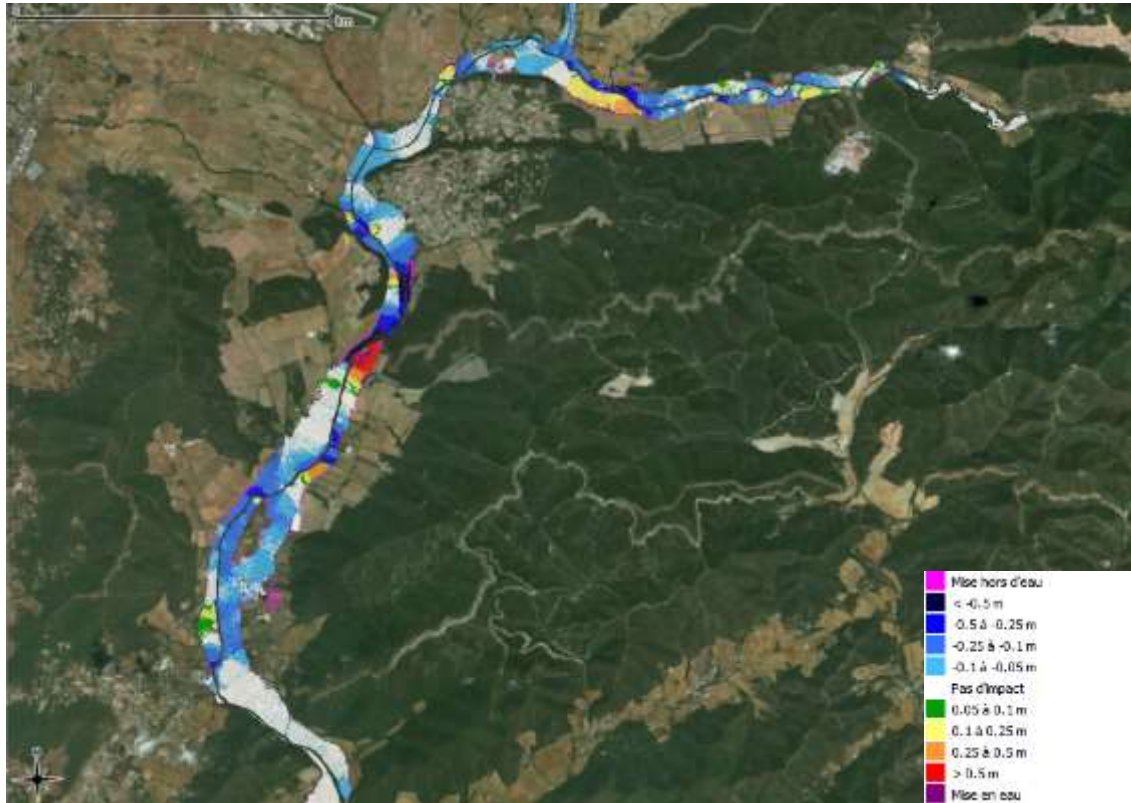 Mise hors d'eau
< -0.5 m
-0.5 à -0.25 m
-0.25 à -0.1 m
-0.1 à -0.05 m
Pas d'impact
0.05 à 0.1 m
0.1 à 0.25 m
0.25 à 0.5 m
> 0.5 m
Mise en eau